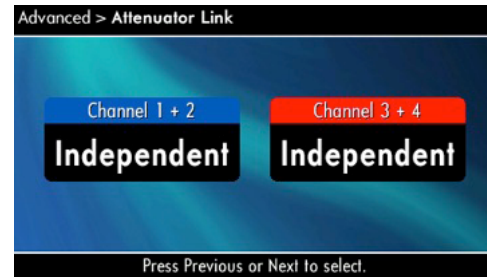 Advanced > Attenuator Link
Channel 1 + 2
Channel 3 + 4
Independent
Independent
Press Previous or Next to select.